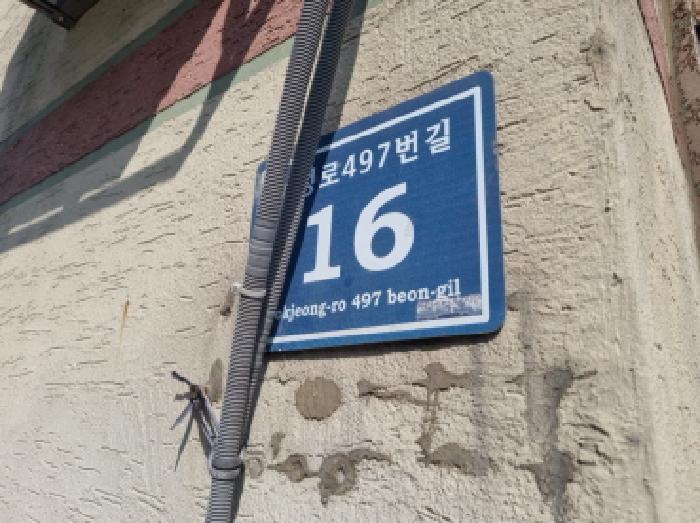 로497번길
16
kjeong-ro 497 beon-gil